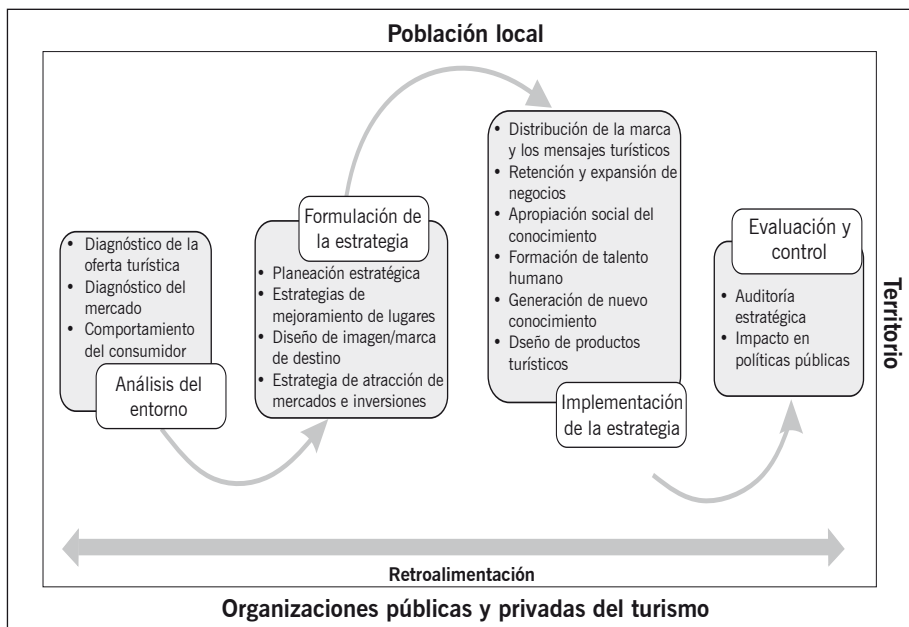 Población local
• Diagnóstico de la
oferta turística
• Diagnóstico del
mercado
• Comportamiento
del consumidor
Análisis del
entorno
Formulación de
la estrategia
• Planeación estratégica
• Estrategias de
mejoramiento de lugares
• Diseño de imagen/marca
de destino
• Estrategia de atracción de
mercados e inversiones
• Distribución de la marca
y los mensajes turísticos
• Retención y expansión de
negocios
• Apropiación social del
conocimiento
• Formación de talento
humano
• Generación de nuevo
conocimiento
• Dseño de productos
turísticos
Implementación
de la estrategia
Evaluación y
control
• Auditoría
estratégica
• Impacto en
políticas públicas
Territorio
Retroalimentación
Organizaciones públicas y privadas del turismo